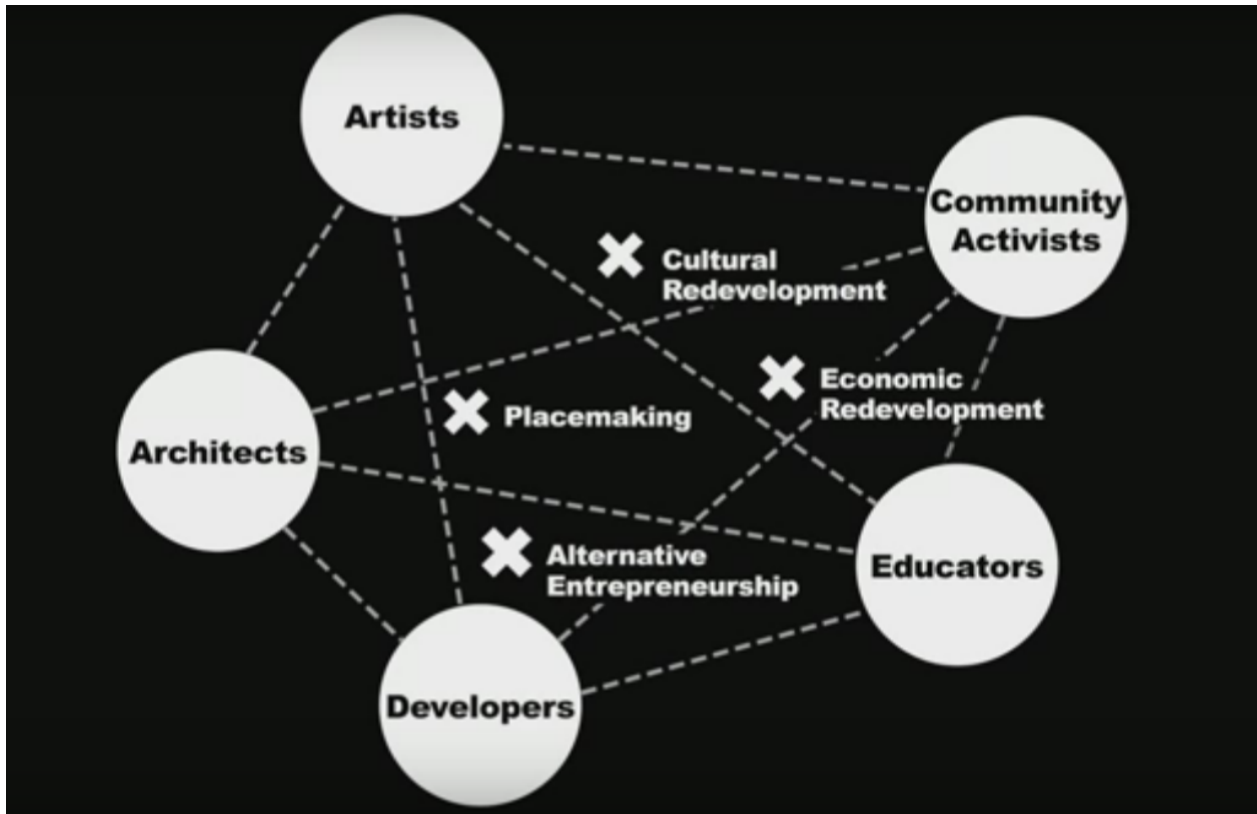 Artists
Community
Activists
Cultural
Redevelopment
Economic
Redevelopment
Placemaking
Architects
Alternative
Entrepreneurship
Educators
Developers